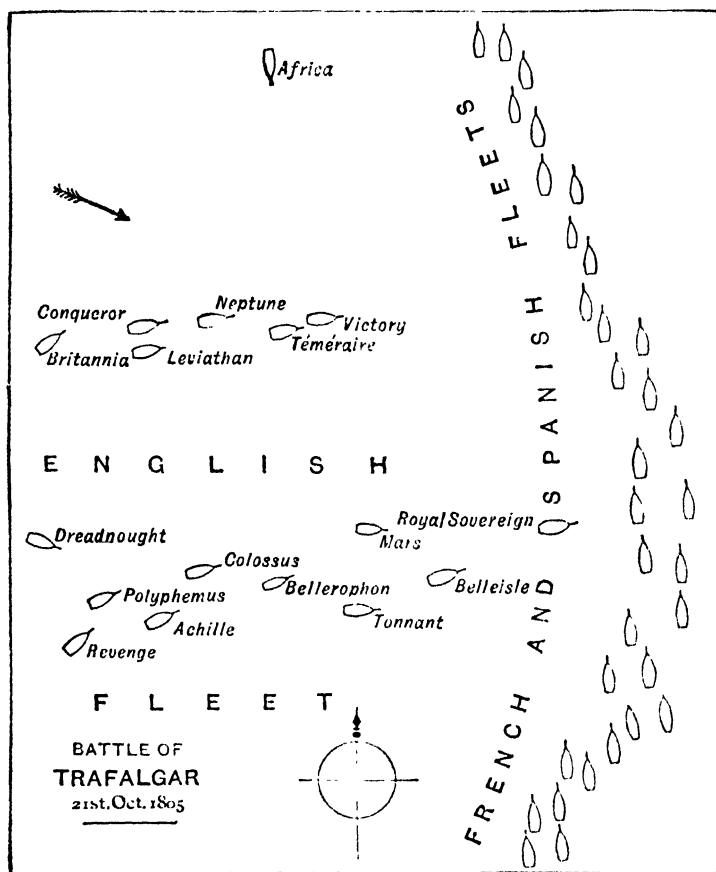 Africa
FRENCH AND SPANISH FLEETS
Neptune
Conqueror
Victory
Téméraire
Britannia
Leviathan
ENGLISH
Royal Sovereign
Mars
Dreadnought
Colossus
Bellerophon
Belleisle
Polyphemus
Achille
Tonnant
Revenge
FLEET
BATTLE OF
TRAFALGAR
21st. Oct. 1805